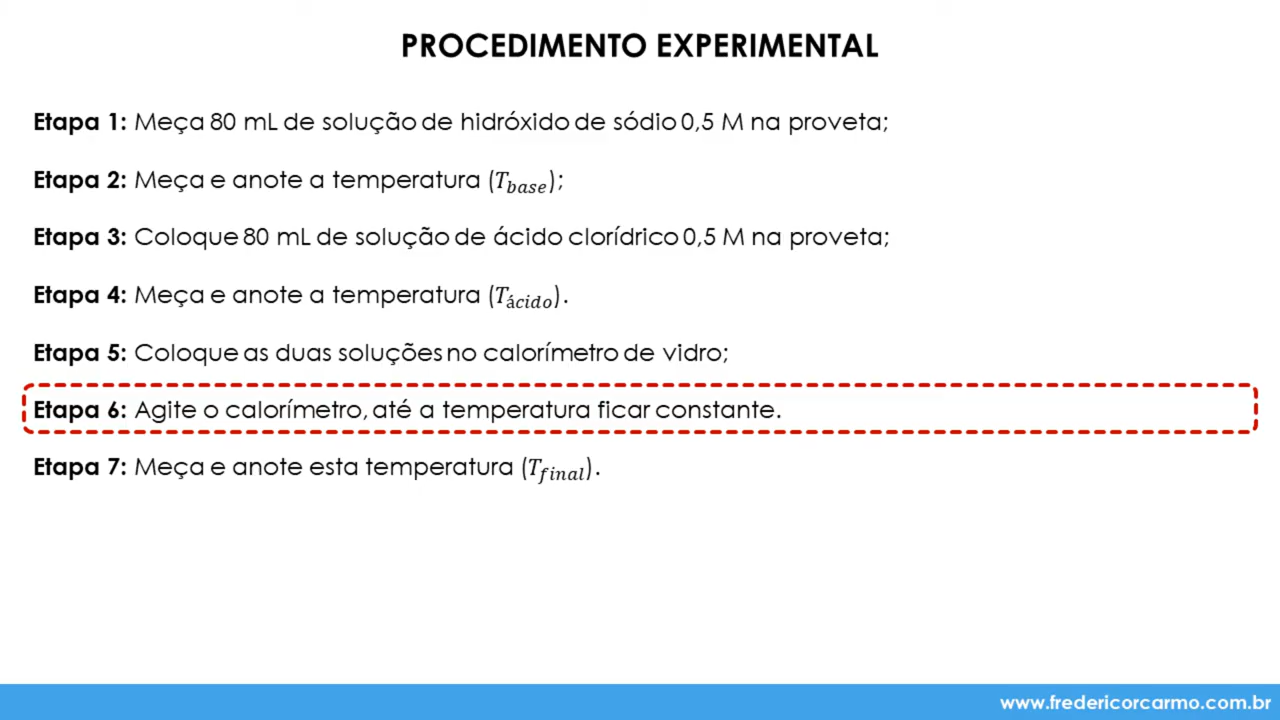 PROCEDIMENTO EXPERIMENTAL
Etapa 1: Meça 80 mL de solução de hidróxido de sódio 0,5 M na proveta;
Etapa 2: Meça e anote a temperatura (T_base);
Etapa 3: Coloque 80 mL de solução de ácido clorídrico 0,5 M na proveta;
Etapa 4: Meça e anote a temperatura (T_ácido).
Etapa 5: Coloque as duas soluções no calorímetro de vidro;
Etapa 6: Agite o calorímetro, até a temperatura ficar constante.
Etapa 7: Meça e anote esta temperatura (T_final).
www.fredericorcarmo.com.br